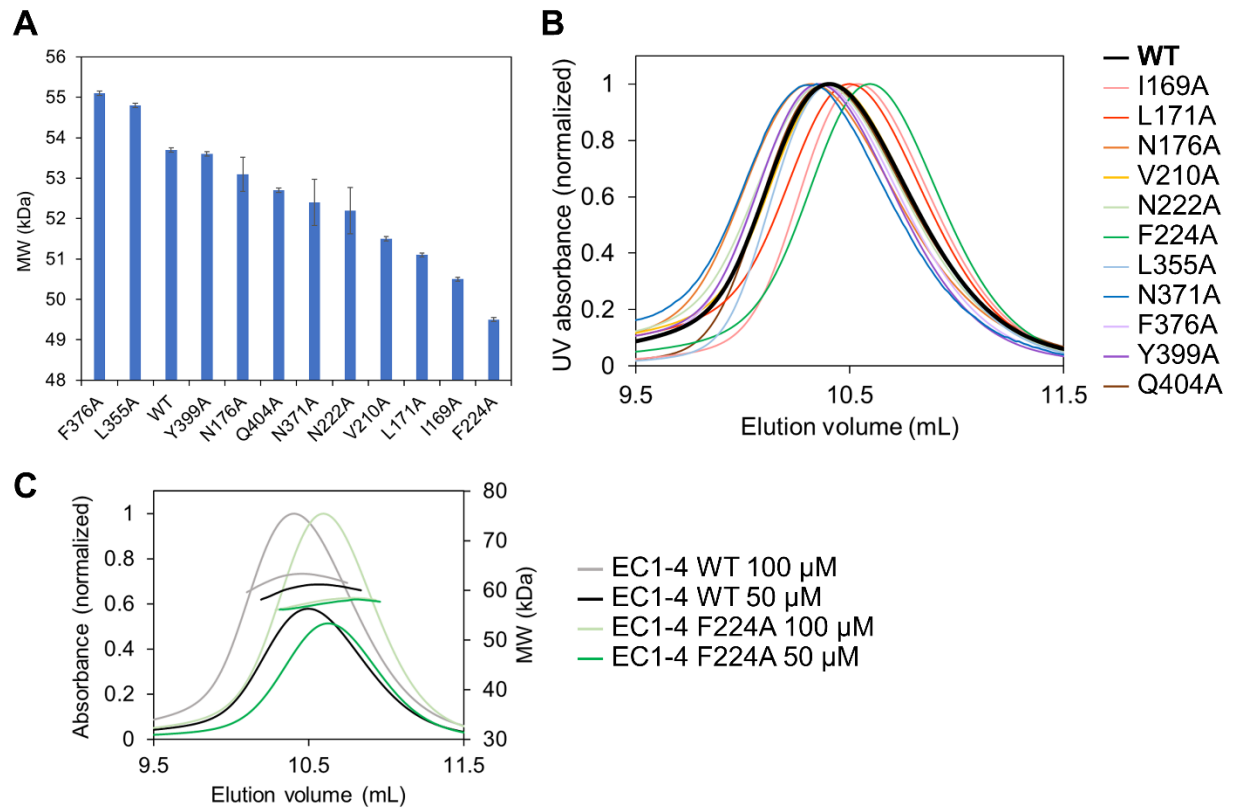 A
MW (kDa)
56
55
54
53
52
51
50
49
48
F376A
L355A
WT
Y399A
N176A
Q404A
N371A
N222A
V210A
L171A
I169A
F224A
B
UV absorbance (normalized)
1
0.8
0.6
0.4
0.2
0
9.5
10.5
11.5
Elution volume (mL)
WT
I169A
L171A
N176A
V210A
N222A
F224A
L355A
N371A
F376A
Y399A
Q404A
C
Absorbance (normalized)
1
0.8
0.6
0.4
0.2
0
9.5
10.5
11.5
Elution volume (mL)
80
70
60
50
40
30
MW (kDa)
EC1-4 WT 100 μM
EC1-4 WT 50 μM
EC1-4 F224A 100 μM
EC1-4 F224A 50 μM